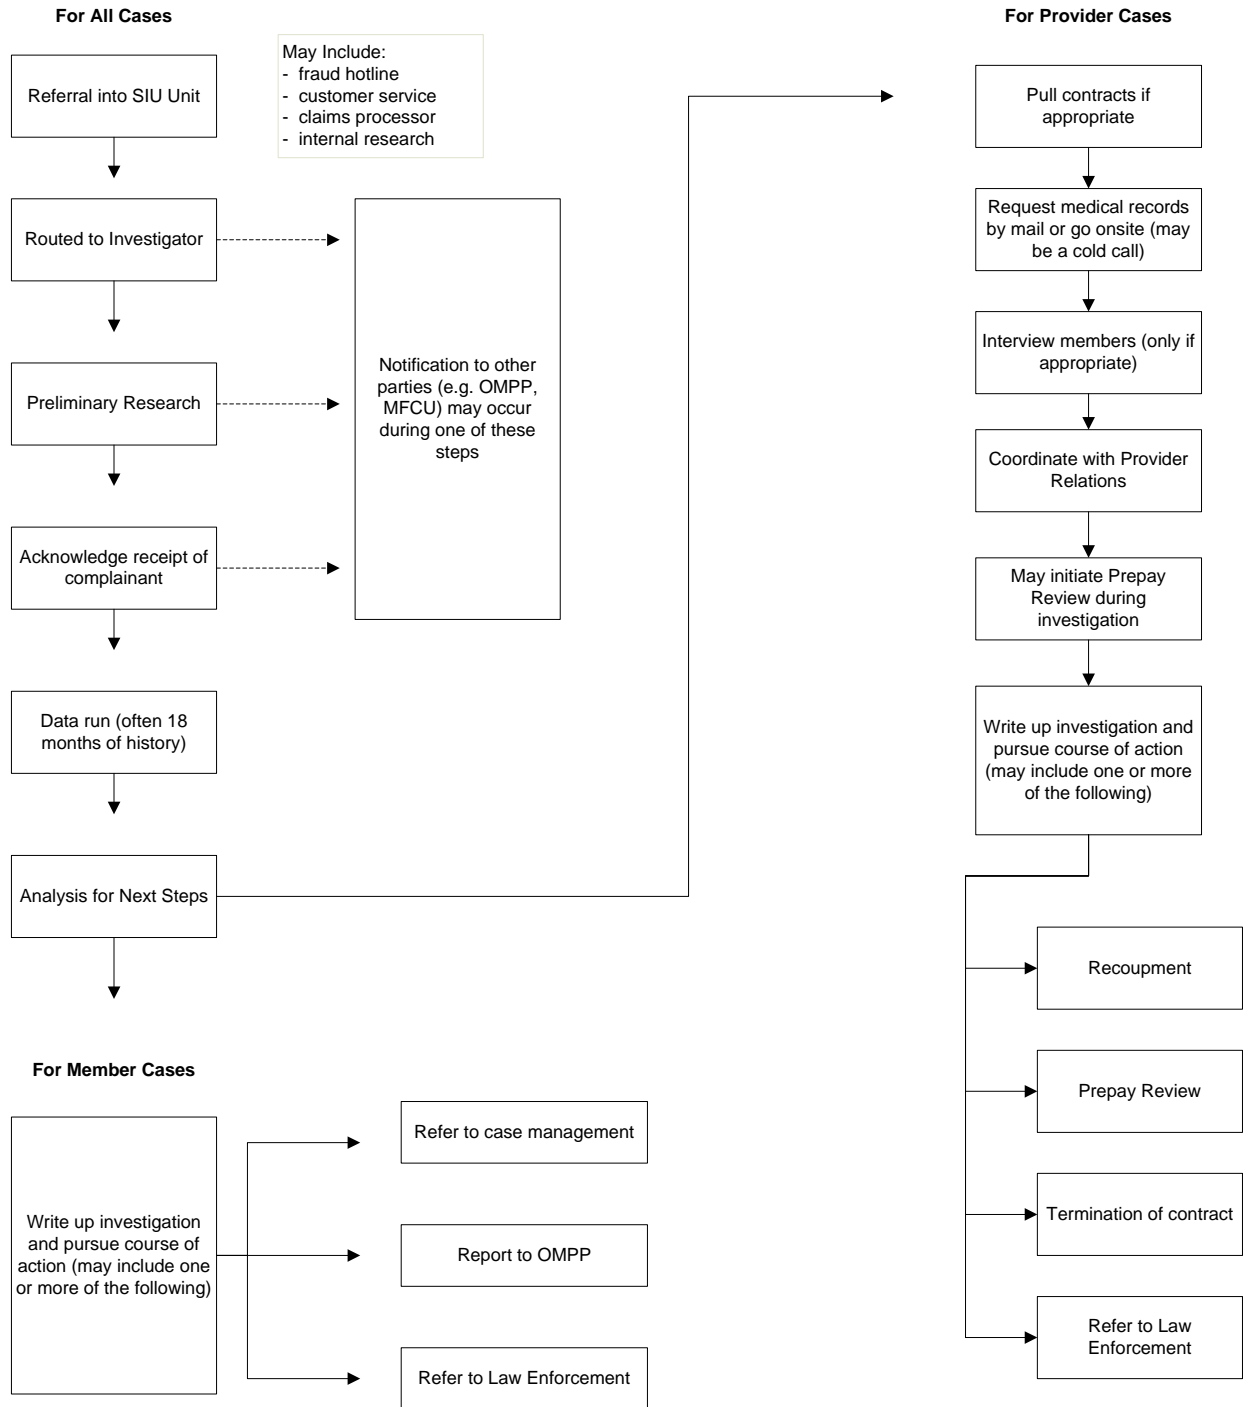 For All Cases
Referral into SIU Unit
May Include:
- fraud hotline
- customer service
- claims processor
- internal research
Routed to Investigator
Preliminary Research
Acknowledge receipt of
complainant
Notification to other
parties (e.g. OMPP,
MFCU) may occur
during one of these
steps
Data run (often 18
months of history)
Analysis for Next Steps
For Member Cases
Write up investigation
and pursue course of
action (may include one
or more of the following)
Refer to case management
Report to OMPP
Refer to Law Enforcement
For Provider Cases
Pull contracts if
appropriate
Request medical records
by mail or go onsite (may
be a cold call)
Interview members (only if
appropriate)
Coordinate with Provider
Relations
May initiate Prepay
Review during
investigation
Write up investigation and
pursue course of action
(may include one or more
of the following)
Recoupment
Prepay Review
Termination of contract
Refer to Law
Enforcement